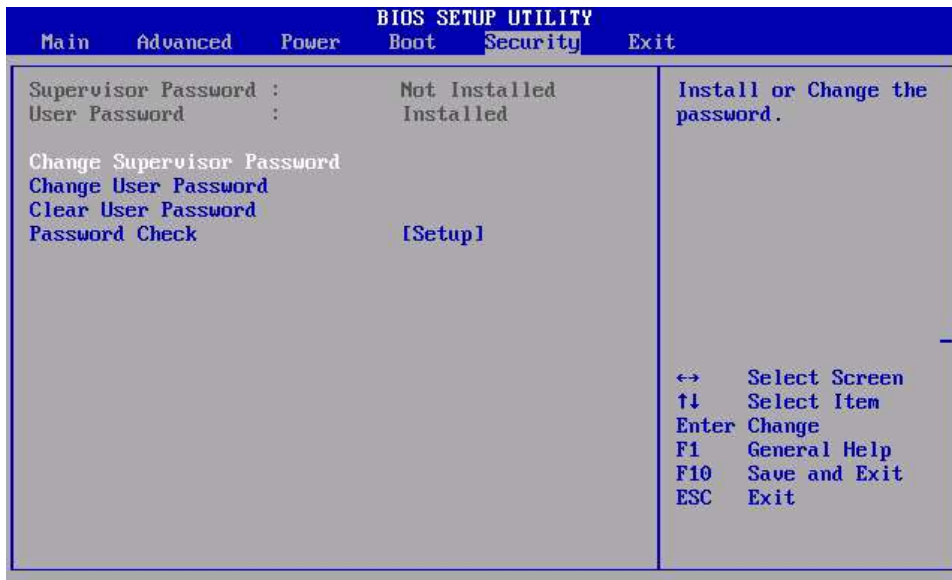 BIOS SETUP UTILITY
Main Advanced Power Boot Security Exit
Supervisor Password : Not Installed
User Password : Installed
Change Supervisor Password
Change User Password
Clear User Password
Password Check [Setup]
Install or Change the
password.
↔ Select Screen
↑↓ Select Item
Enter Change
F1 General Help
F10 Save and Exit
ESC Exit